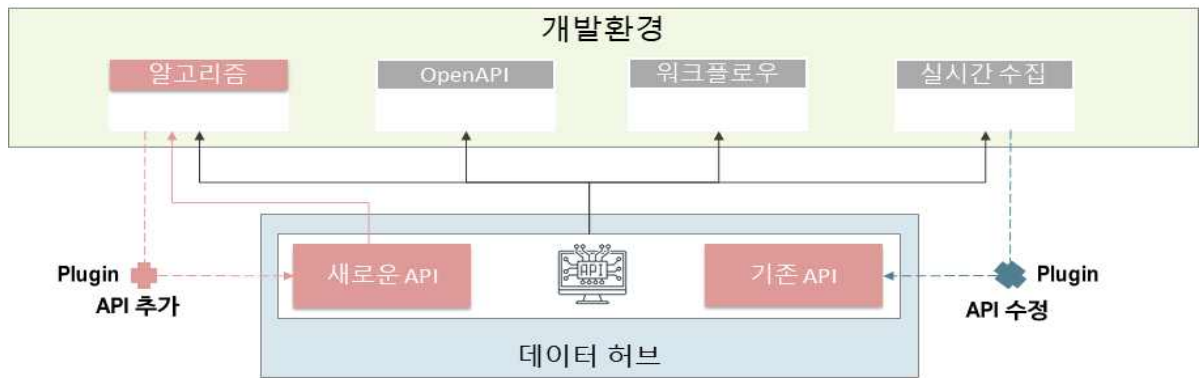 개발환경
알고리즘
OpenAPI
워크플로우
실시간 수집
Plugin
API 추가
새로운 API
API
기존 API
Plugin
API 수정
데이터 허브